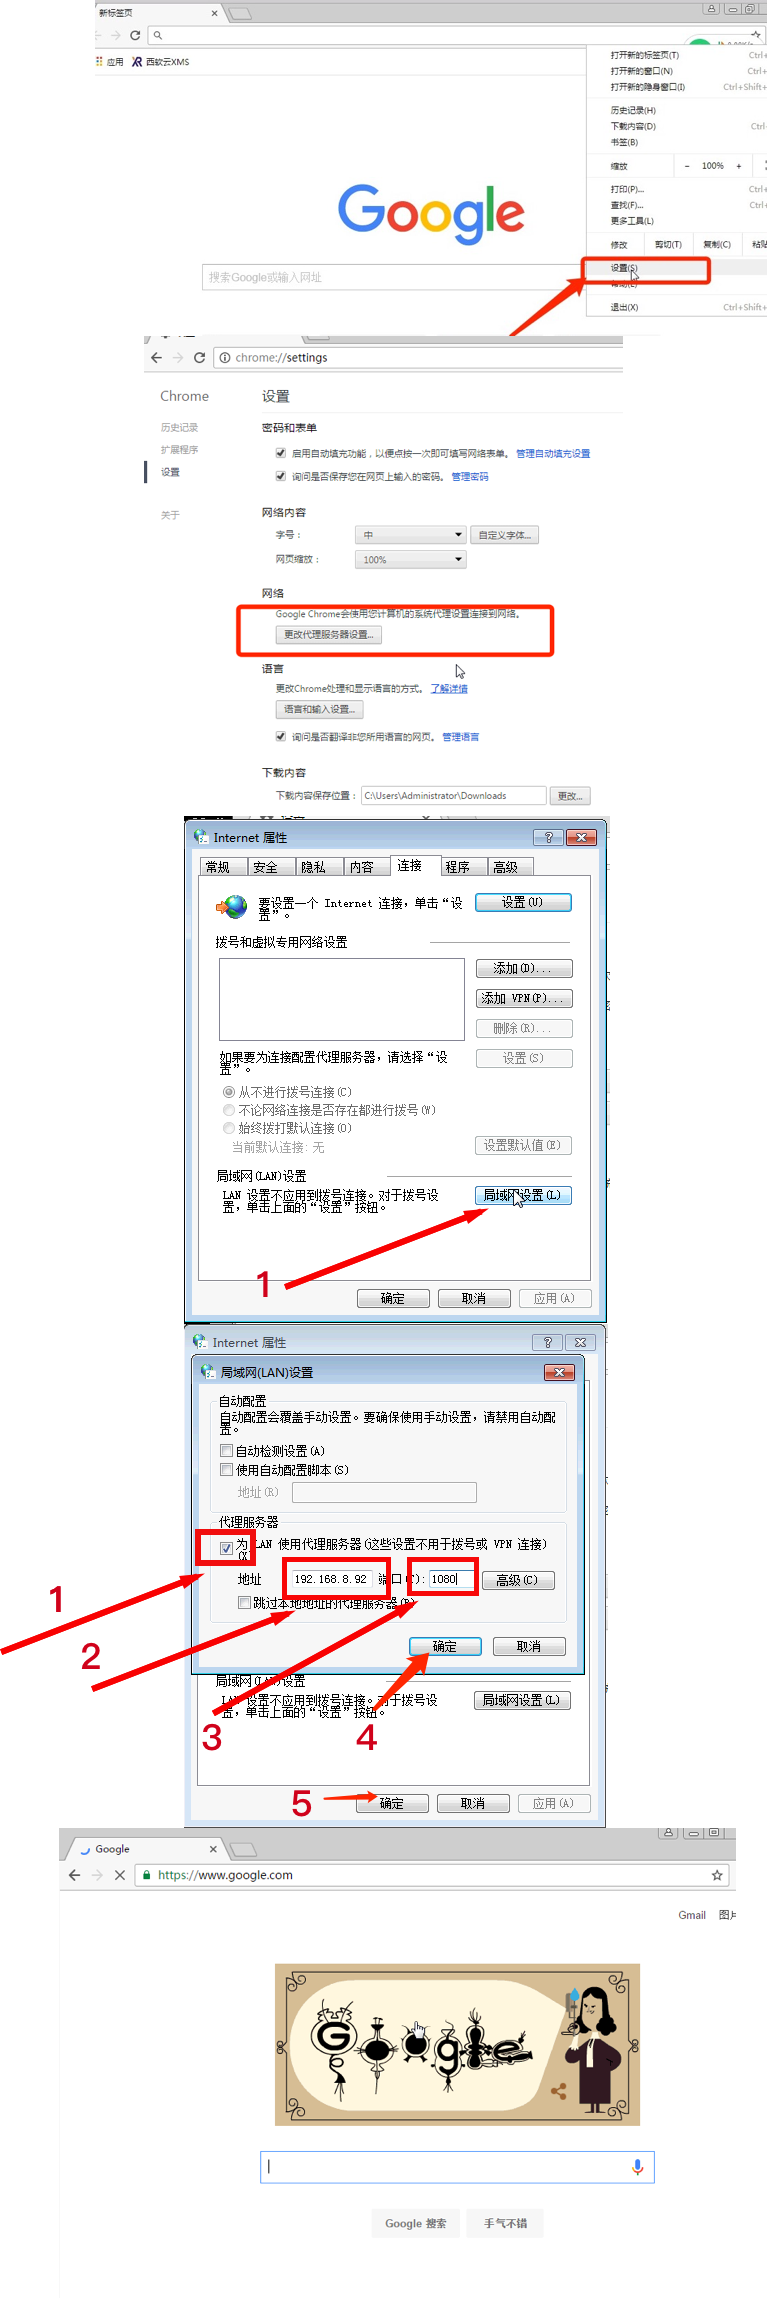 新标签页
搜索Google或输入网址
应用
西软云XMS
Google
打开新的标签页(T)
打开新的窗口(N)
打开新的隐身窗口(I)
Ctrl+Shift+
历史记录(H)
下载内容(D)
书签(B)
缩放 - 100% +
打印(P)...
查找(F)...
更多工具(L)
修改 剪切(T) 复制(C) 粘贴
设置(S)
帮助(E)
退出(X) Ctrl+Shift+
chrome://settings
Chrome
设置
历史记录
扩展程序
设置
关于
密码和表单
启用自动填充功能，以便点按一次即可填写网络表单。 管理自动填充设置
询问是否保存您在网页上输入的密码。 管理密码
网络内容
字号： 中 自定义字体...
网页缩放： 100%
网络
Google Chrome会使用您计算机的系统代理设置连接到网络。
更改代理服务器设置...
语言
更改Chrome处理和显示语言的方式。 了解详情
语言和输入设置...
询问是否翻译非您所用语言的网页。 管理语言
下载内容
下载内容保存位置： C:\Users\Administrator\Downloads 更改...
Internet 属性
常规 安全 隐私 内容 连接 程序 高级
要设置一个 Internet 连接，单击“设
置”。
设置(U)
拨号和虚拟专用网络设置
添加(D)...
添加 VPN(P)...
删除(R)...
如果要为连接配置代理服务器，请选择“设
置”。
设置(S)
从不进行拨号连接(C)
不论网络连接是否存在都进行拨号(W)
始终拨打默认连接(O)
当前默认连接: 无
设置默认值(E)
局域网(LAN)设置
LAN 设置不应用到拨号连接。对于拨号设
置，单击上面的“设置”按钮。
局域网设置(L)
1
确定 取消 应用(A)
Internet 属性
局域网(LAN)设置
自动配置
自动配置会覆盖手动设置。要确保使用手动设置，请禁用自动配
置。
自动检测设置(A)
使用自动配置脚本(S)
地址(R)
代理服务器
为 LAN 使用代理服务器(这些设置不用于拨号或 VPN 连接)
(X
地址 192.168.8.92 端口(T): 1080 高级(C)
跳过本地地址的代理服务器(B)
1
2
3
4
确定 取消
局域网(LAN)设置
LAN 设置不应用到拨号连接。对于拨号设
置，单击上面的“设置”按钮。
局域网设置(L)
5
确定 取消 应用(A)
Google
https://www.google.com
Gmail 图片
Google
Google 搜索 手气不错